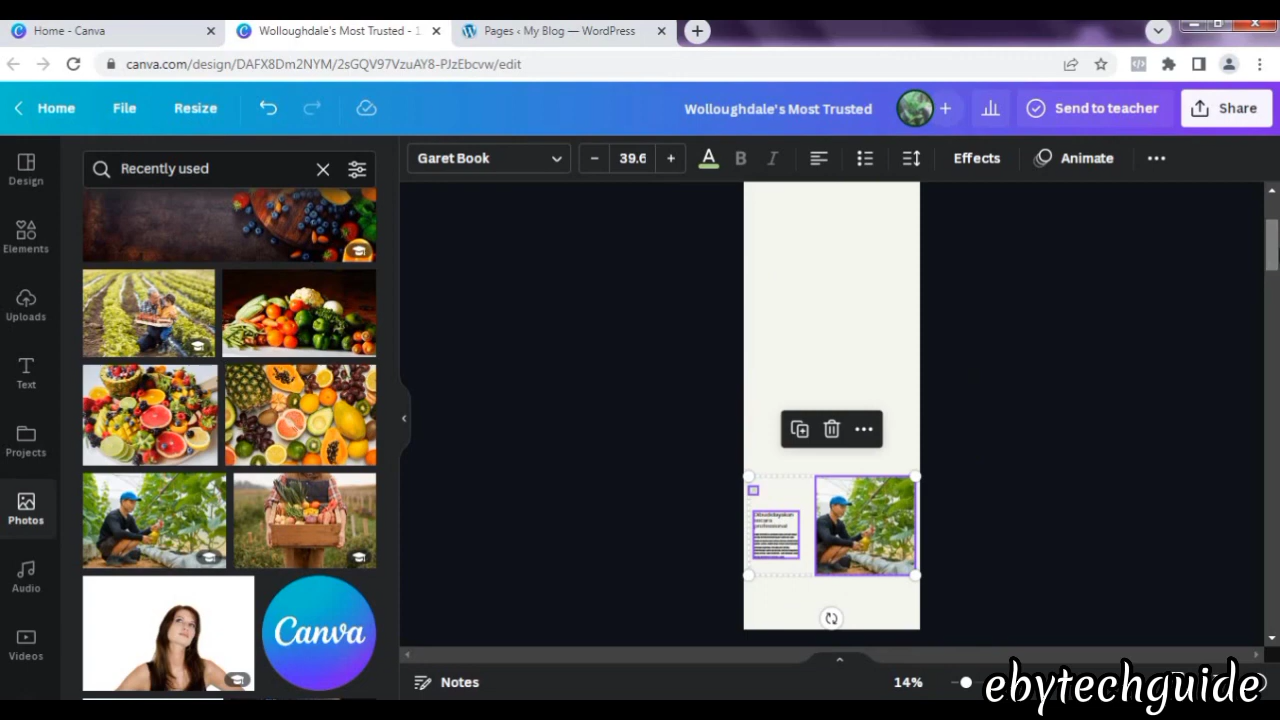 Home - Canva
Wolloughdale's Most Trusted - 1
Pages ‹ My Blog — WordPress
canva.com/design/DAFX8Dm2NYM/2sGQV97VzuAY8-PJzEbcvw/edit
Home
File
Resize
Wolloughdale's Most Trusted
Send to teacher
Share
Design
Elements
Uploads
Text
Projects
Photos
Audio
Videos
Recently used
Canva
Garet Book
39.6
A
B
I
Effects
Animate
Notes
14%
ebytechguide